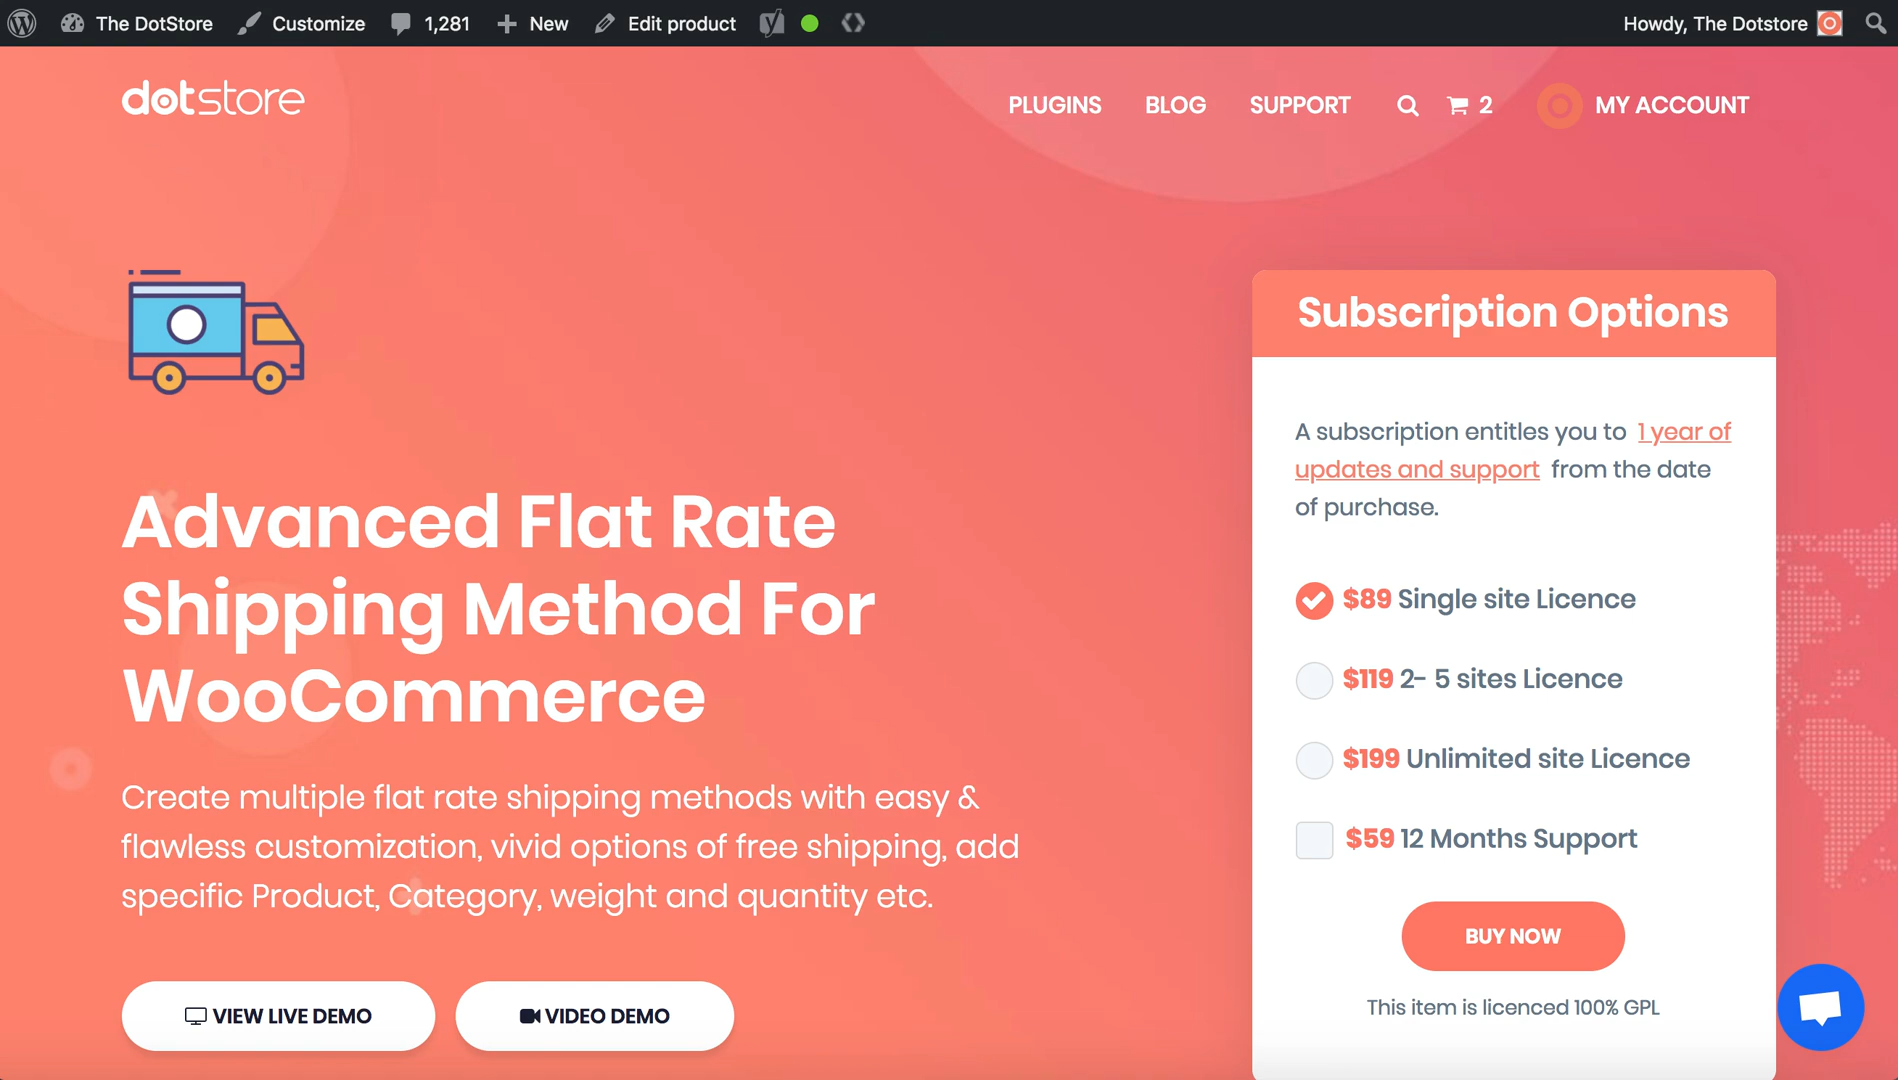 The DotStore Customize 1,281 New Edit product Howdy, The Dotstore
dotstore
PLUGINS BLOG SUPPORT 2 MY ACCOUNT
Advanced Flat Rate
Shipping Method For
WooCommerce
Create multiple flat rate shipping methods with easy &
flawless customization, vivid options of free shipping, add
specific Product, Category, weight and quantity etc.
VIEW LIVE DEMO VIDEO DEMO
Subscription Options
A subscription entitles you to 1 year of
updates and support from the date
of purchase.
$89 Single site Licence
$119 2- 5 sites Licence
$199 Unlimited site Licence
$59 12 Months Support
BUY NOW
This item is licenced 100% GPL